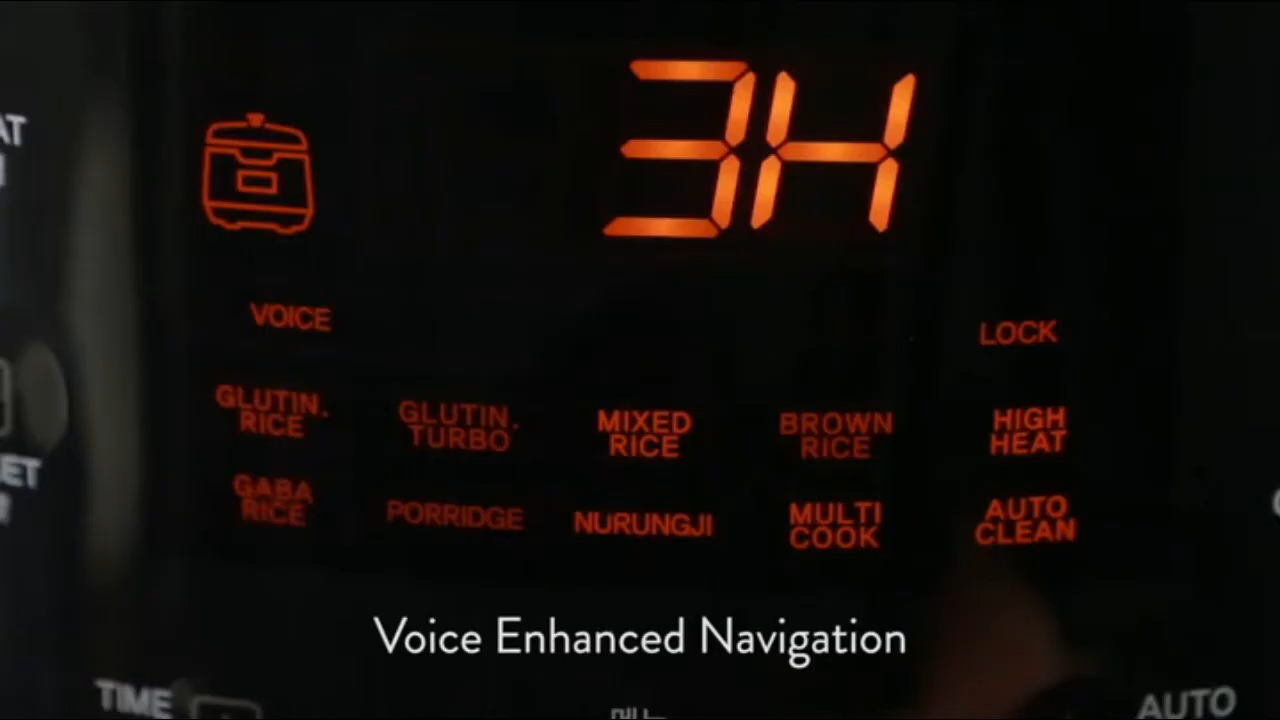 3H
VOICE
LOCK
GLUTIN.
RICE
GLUTIN.
TURBO
MIXED
RICE
BROWN
RICE
HIGH
HEAT
GABA
RICE
PORRIDGE
NURUNGJI
MULTI
COOK
AUTO
CLEAN
Voice Enhanced Navigation
TIME
AUTO